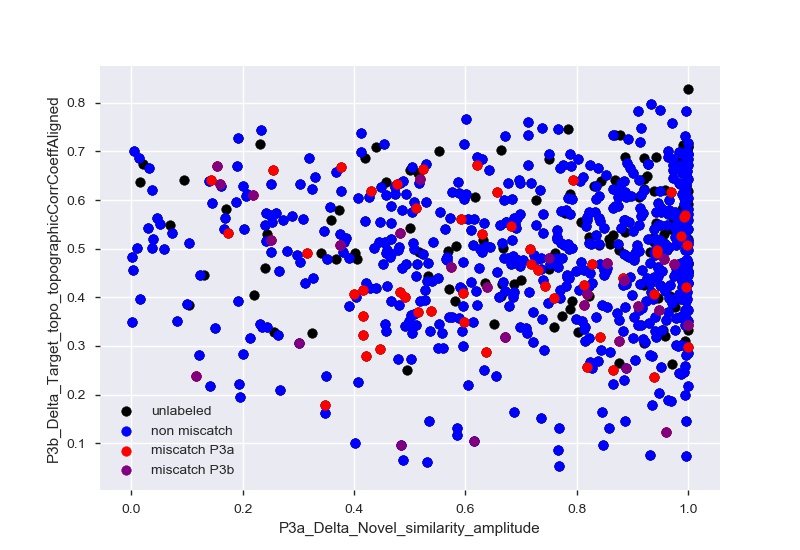 0.8
0.7
0.6
0.5
0.4
0.3
0.2
0.1
P3b_Delta_Target_topo_topographicCorrCoeffAligned
unlabeled
non miscatch
miscatch P3a
miscatch P3b
0.0 0.2 0.4 0.6 0.8 1.0
P3a_Delta_Novel_similarity_amplitude